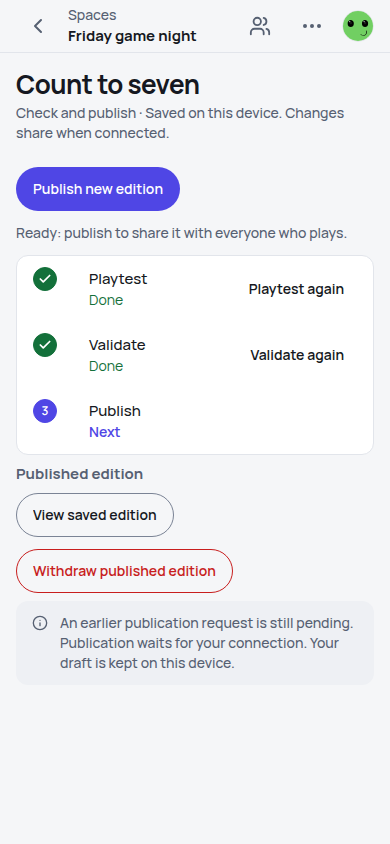 Spaces
Friday game night
Count to seven
Check and publish · Saved on this device. Changes
share when connected.
Publish new edition
Ready: publish to share it with everyone who plays.
Playtest
Done
Playtest again
Validate
Done
Validate again
3
Publish
Next
Published edition
View saved edition
Withdraw published edition
An earlier publication request is still pending.
Publication waits for your connection. Your
draft is kept on this device.